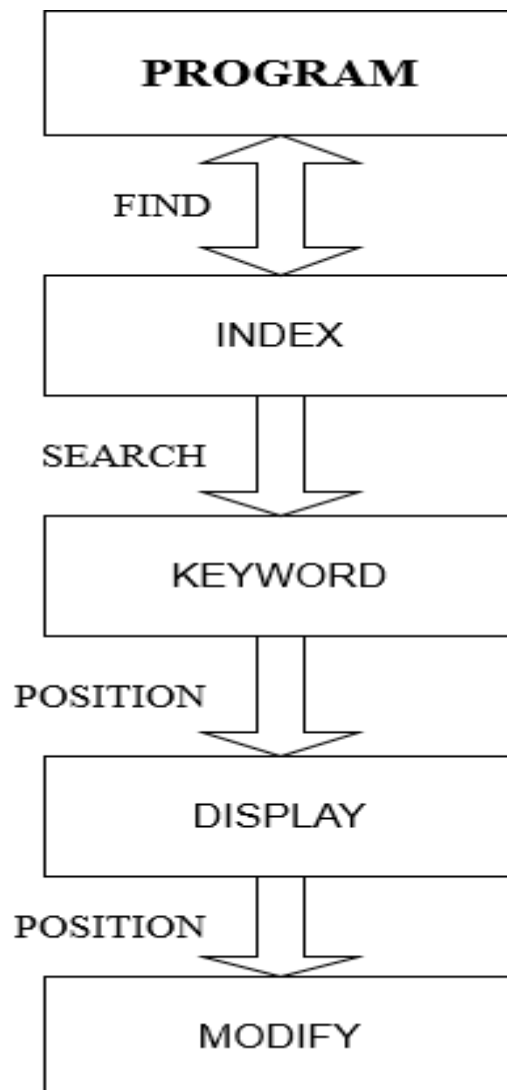 PROGRAM
FIND
INDEX
SEARCH
KEYWORD
POSITION
DISPLAY
POSITION
MODIFY